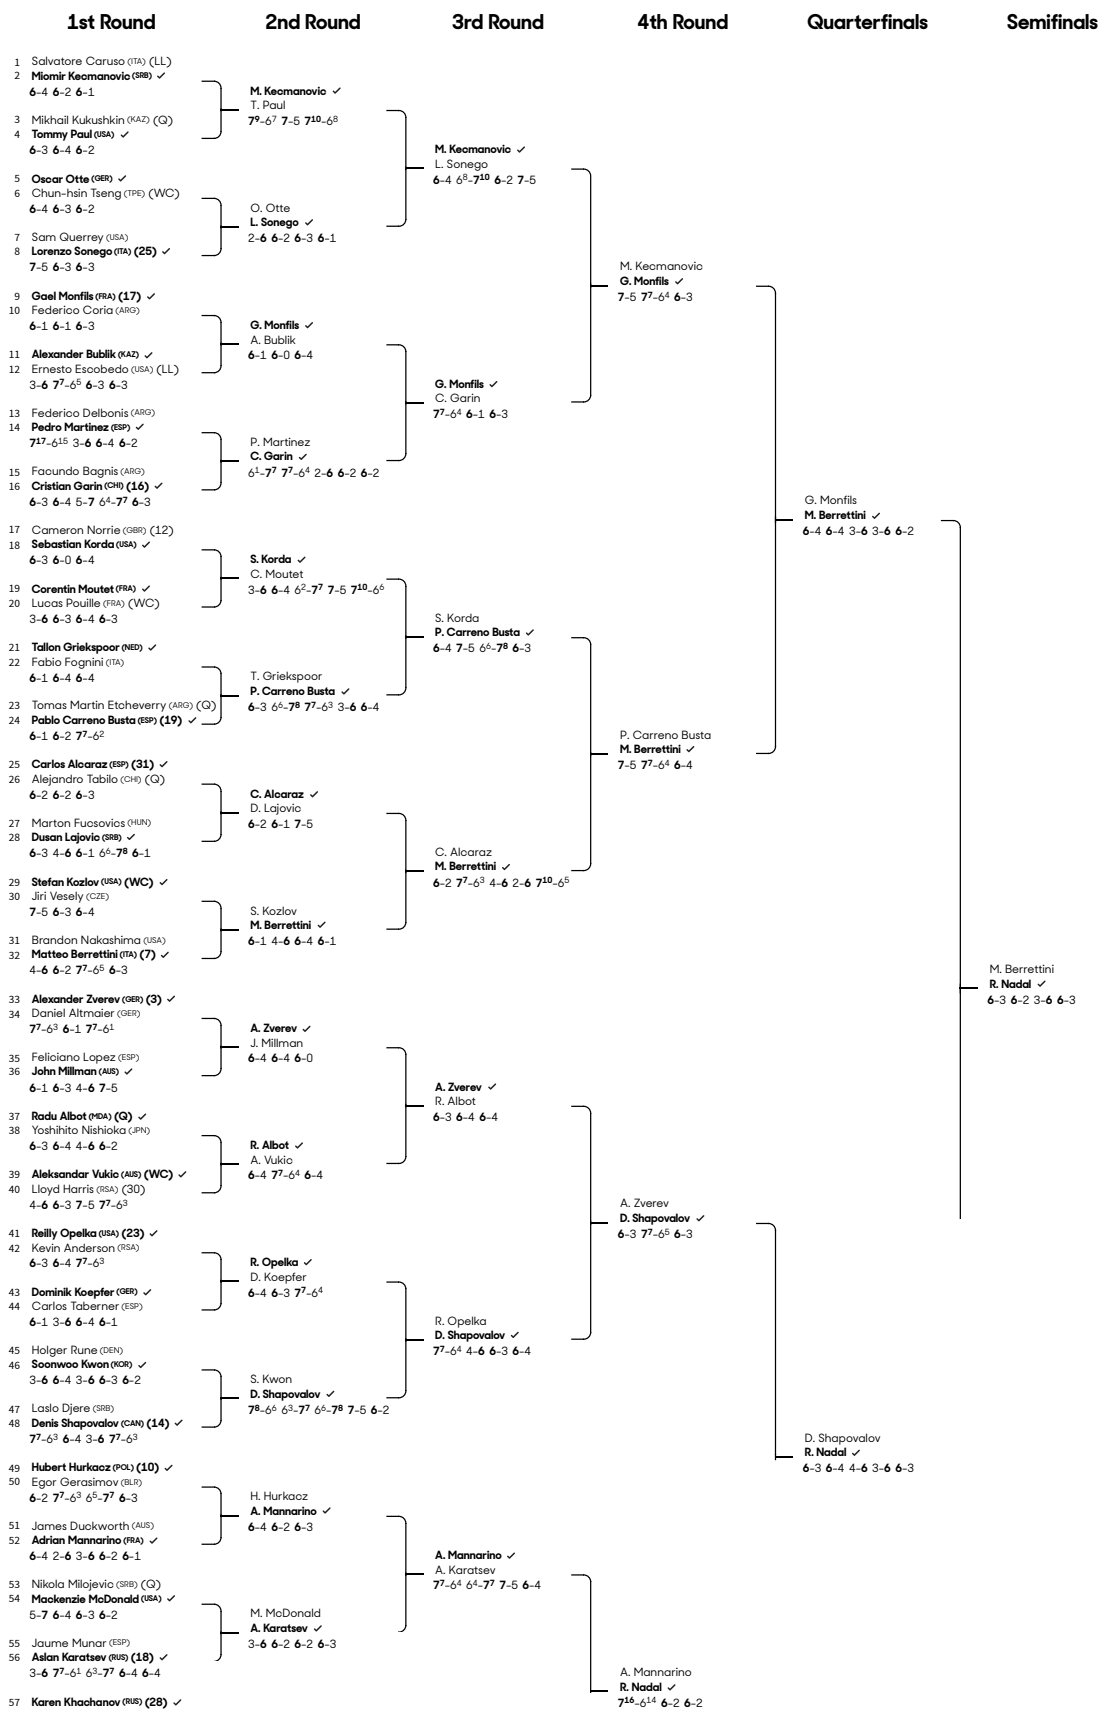 1st Round
2nd Round
3rd Round
4th Round
Quarterfinals
Semifinals
1 Salvatore Caruso (ITA) (LL)
2 Miomir Kecmanovic (SRB) ✓
6-4 6-2 6-1
3 Mikhail Kukushkin (KAZ) (Q)
4 Tommy Paul (USA) ✓
6-3 6-4 6-2
5 Oscar Otte (GER) ✓
6 Chun-hsin Tseng (TPE) (WC)
6-4 6-3 6-2
7 Sam Querrey (USA)
8 Lorenzo Sonego (ITA) (25) ✓
7-5 6-3 6-3
9 Gael Monfils (FRA) (17) ✓
10 Federico Coria (ARG)
6-1 6-1 6-3
11 Alexander Bublik (KAZ) ✓
12 Ernesto Escobedo (USA) (LL)
3-6 7⁷-6⁵ 6-3 6-3
13 Federico Delbonis (ARG)
14 Pedro Martinez (ESP) ✓
7¹⁷-6¹⁵ 3-6 6-4 6-2
15 Facundo Bagnis (ARG)
16 Cristian Garin (CHI) (16) ✓
6-3 6-4 5-7 6⁴-7⁷ 6-3
17 Cameron Norrie (GBR) (12)
18 Sebastian Korda (USA) ✓
6-3 6-0 6-4
19 Corentin Moutet (FRA) ✓
20 Lucas Pouille (FRA) (WC)
3-6 6-3 6-4 6-3
21 Tallon Griekspoor (NED) ✓
22 Fabio Fognini (ITA)
6-1 6-4 6-4
23 Tomas Martin Etcheverry (ARG) (Q)
24 Pablo Carreno Busta (ESP) (19) ✓
6-1 6-2 7⁷-6²
25 Carlos Alcaraz (ESP) (31) ✓
26 Alejandro Tabilo (CHI) (Q)
6-2 6-2 6-3
27 Marton Fucsovics (HUN)
28 Dusan Lajovic (SRB) ✓
6-3 4-6 6-1 6⁶-7⁸ 6-1
29 Stefan Kozlov (USA) (WC) ✓
30 Jiri Vesely (CZE)
7-5 6-3 6-4
31 Brandon Nakashima (USA)
32 Matteo Berrettini (ITA) (7) ✓
4-6 6-2 7⁷-6⁵ 6-3
33 Alexander Zverev (GER) (3) ✓
34 Daniel Altmaier (GER)
7⁷-6³ 6-1 7⁷-6¹
35 Feliciano Lopez (ESP)
36 John Millman (AUS) ✓
6-1 6-3 4-6 7-5
37 Radu Albot (MDA) (Q) ✓
38 Yoshihito Nishioka (JPN)
6-3 6-4 4-6 6-2
39 Aleksandar Vukic (AUS) (WC) ✓
40 Lloyd Harris (RSA) (30)
4-6 6-3 7-5 7⁷-6³
41 Reilly Opelka (USA) (23) ✓
42 Kevin Anderson (RSA)
6-3 6-4 7⁷-6³
43 Dominik Koepfer (GER) ✓
44 Carlos Taberner (ESP)
6-1 3-6 6-4 6-1
45 Holger Rune (DEN)
46 Soonwoo Kwon (KOR) ✓
3-6 6-4 3-6 6-3 6-2
47 Laslo Djere (SRB)
48 Denis Shapovalov (CAN) (14) ✓
7⁷-6³ 6-4 3-6 7⁷-6³
49 Hubert Hurkacz (POL) (10) ✓
50 Egor Gerasimov (BLR)
6-2 7⁷-6³ 6⁵-7⁷ 6-3
51 James Duckworth (AUS)
52 Adrian Mannarino (FRA) ✓
6-4 2-6 3-6 6-2 6-1
53 Nikola Milojevic (SRB) (Q)
54 Mackenzie McDonald (USA) ✓
5-7 6-4 6-3 6-2
55 Jaume Munar (ESP)
56 Aslan Karatsev (RUS) (18) ✓
3-6 7⁷-6¹ 6³-7⁷ 6-4 6-4
57 Karen Khachanov (RUS) (28) ✓
M. Kecmanovic ✓
T. Paul
7⁹-6⁷ 7-5 7¹⁰-6⁸
O. Otte
L. Sonego ✓
2-6 6-2 6-3 6-1
G. Monfils ✓
A. Bublik
6-1 6-0 6-4
P. Martinez
C. Garin ✓
6¹-7⁷ 7⁷-6⁴ 2-6 6-2 6-2
S. Korda ✓
C. Moutet
3-6 6-4 6²-7⁷ 7-5 7¹⁰-6⁶
T. Griekspoor
P. Carreno Busta ✓
6-3 6⁶-7⁸ 7⁷-6³ 3-6 6-4
C. Alcaraz ✓
D. Lajovic
6-2 6-1 7-5
S. Kozlov
M. Berrettini ✓
6-1 4-6 6-4 6-1
A. Zverev ✓
J. Millman
6-4 6-4 6-0
R. Albot ✓
A. Vukic
6-4 7⁷-6⁴ 6-4
R. Opelka ✓
D. Koepfer
6-4 6-3 7⁷-6⁴
S. Kwon
D. Shapovalov ✓
7⁸-6⁶ 6³-7⁷ 6⁶-7⁸ 7-5 6-2
H. Hurkacz
A. Mannarino ✓
6-4 6-2 6-3
M. McDonald
A. Karatsev ✓
3-6 6-2 6-2 6-3
M. Kecmanovic ✓
L. Sonego
6-4 6⁸-7¹⁰ 6-2 7-5
G. Monfils ✓
C. Garin
7⁷-6⁴ 6-1 6-3
S. Korda
P. Carreno Busta ✓
6-4 7-5 6⁶-7⁸ 6-3
C. Alcaraz
M. Berrettini ✓
6-2 7⁷-6³ 4-6 2-6 7¹⁰-6⁵
A. Zverev ✓
R. Albot
6-3 6-4 6-4
R. Opelka
D. Shapovalov ✓
7⁷-6⁴ 4-6 6-3 6-4
A. Mannarino ✓
A. Karatsev
7⁷-6⁴ 6⁴-7⁷ 7-5 6-4
M. Kecmanovic
G. Monfils ✓
7-5 7⁷-6⁴ 6-3
P. Carreno Busta
M. Berrettini ✓
7-5 7⁷-6⁴ 6-4
A. Zverev
D. Shapovalov ✓
6-3 7⁷-6⁵ 6-3
A. Mannarino
R. Nadal ✓
7¹⁶-6¹⁴ 6-2 6-2
G. Monfils
M. Berrettini ✓
6-4 6-4 3-6 3-6 6-2
D. Shapovalov
R. Nadal ✓
6-3 6-4 4-6 3-6 6-3
M. Berrettini
R. Nadal ✓
6-3 6-2 3-6 6-3